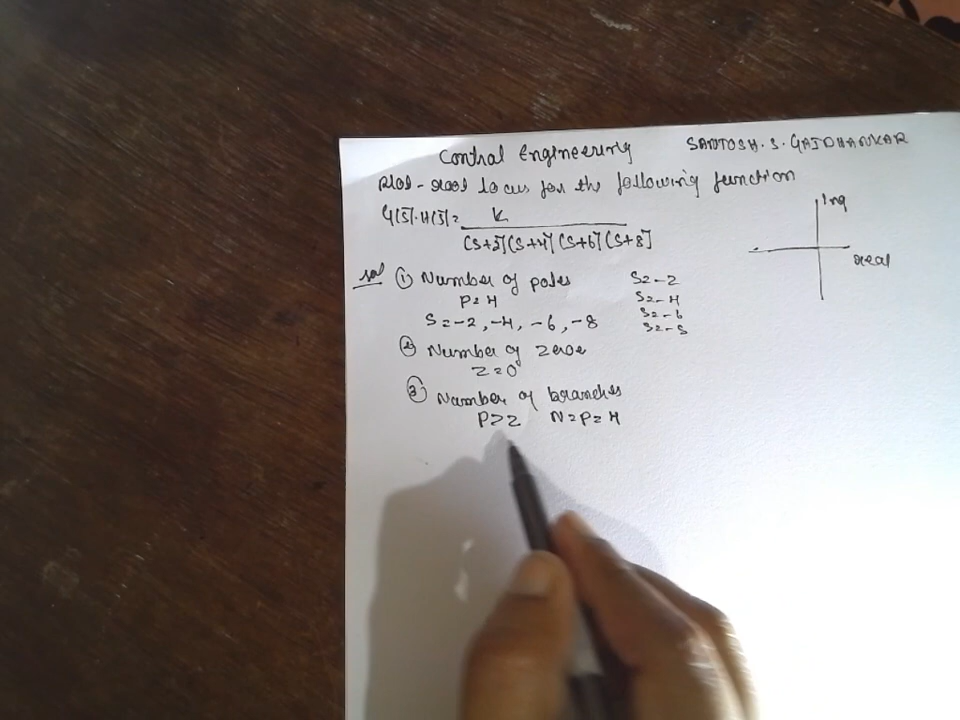 Control Engineering SANTOSH.S.GAIDHANKAR
Plot-root locus for the following function
G(s).H(s)= K
(s+2)(s+4)(s+6)(s+8)
Img
real
Sol ① Number of poles
P=4
S=-2,-4,-6,-8
S=-2
S=-4
S=-6
S=-8
② Number of zeros
Z=0
③ Number of branches
P>Z N=P=4